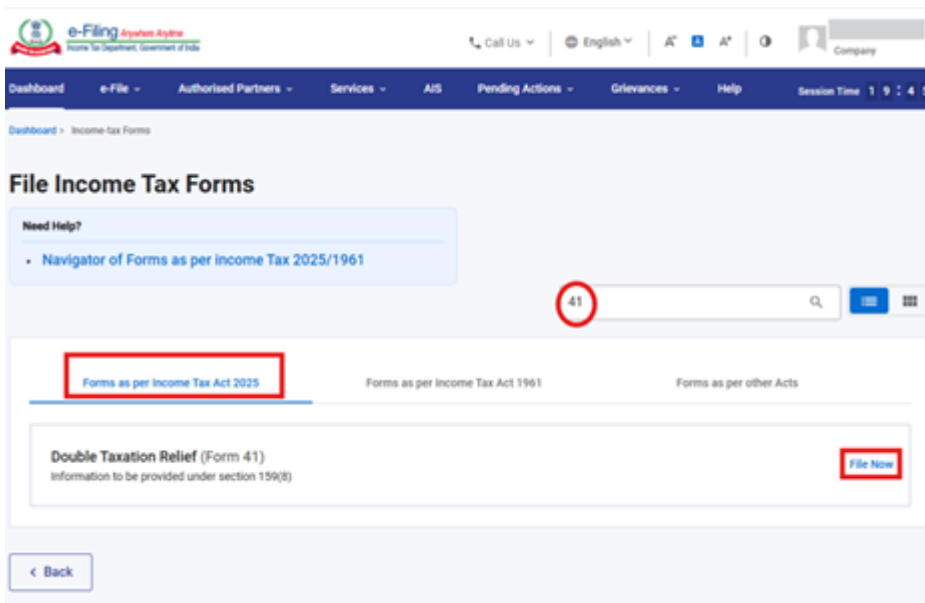 e-Filing Anywhere Anytime
Income Tax Department, Government of India
Call Us
English
A-
A
A+
Company
Dashboard
e-File
Authorised Partners
Services
AIS
Pending Actions
Grievances
Help
Session Time 1 9 : 4
Dashboard > Income-tax Forms
File Income Tax Forms
Need Help?
• Navigator of Forms as per income Tax 2025/1961
41
Forms as per Income Tax Act 2025
Forms as per Income Tax Act 1961
Forms as per other Acts
Double Taxation Relief (Form 41)
File Now
Information to be provided under section 159(8)
< Back